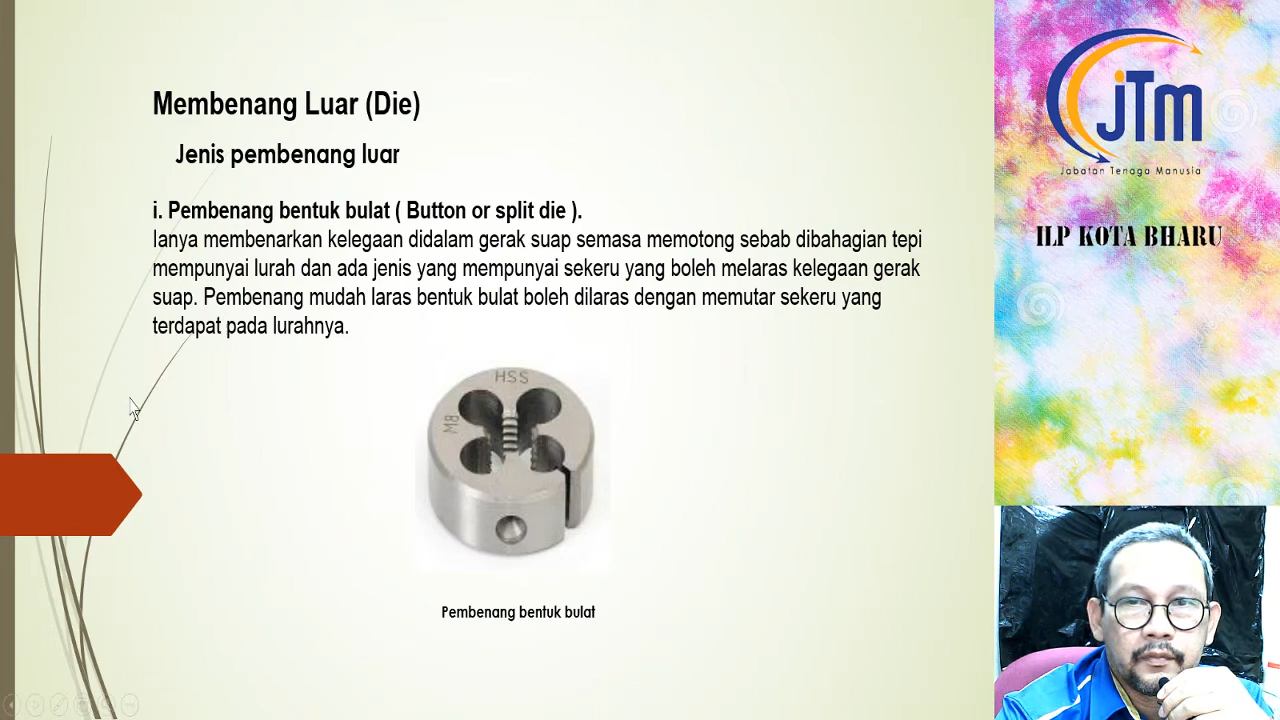 Membenang Luar (Die)
Jenis pembenang luar
i. Pembenang bentuk bulat ( Button or split die ).
Ianya membenarkan kelegaan didalam gerak suap semasa memotong sebab dibahagian tepi
mempunyai lurah dan ada jenis yang mempunyai sekeru yang boleh melaras kelegaan gerak
suap. Pembenang mudah laras bentuk bulat boleh dilaras dengan memutar sekeru yang
terdapat pada lurahnya.
HSS
M8
Pembenang bentuk bulat
jTm
Jabatan Tenaga Manusia
ILP KOTA BHARU